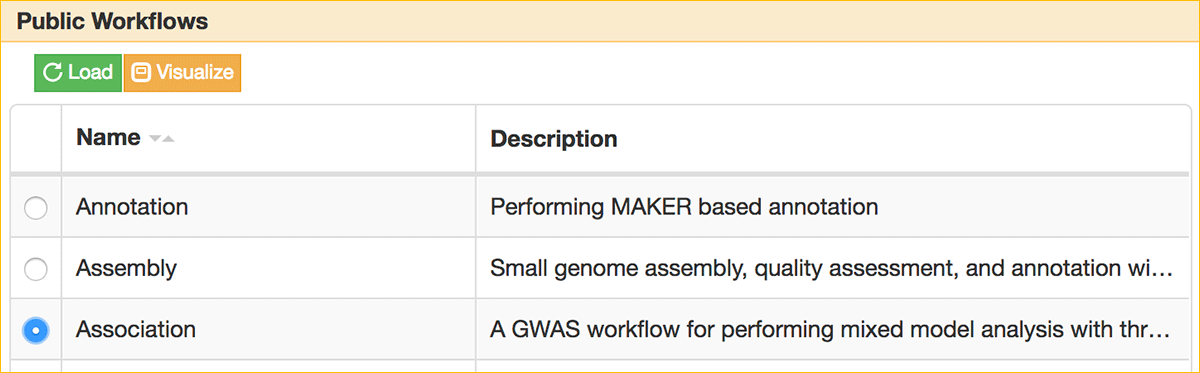 Public Workflows
Load Visualize
Name Description
Annotation Performing MAKER based annotation
Assembly Small genome assembly, quality assessment, and annotation wi…
Association A GWAS workflow for performing mixed model analysis with thr…